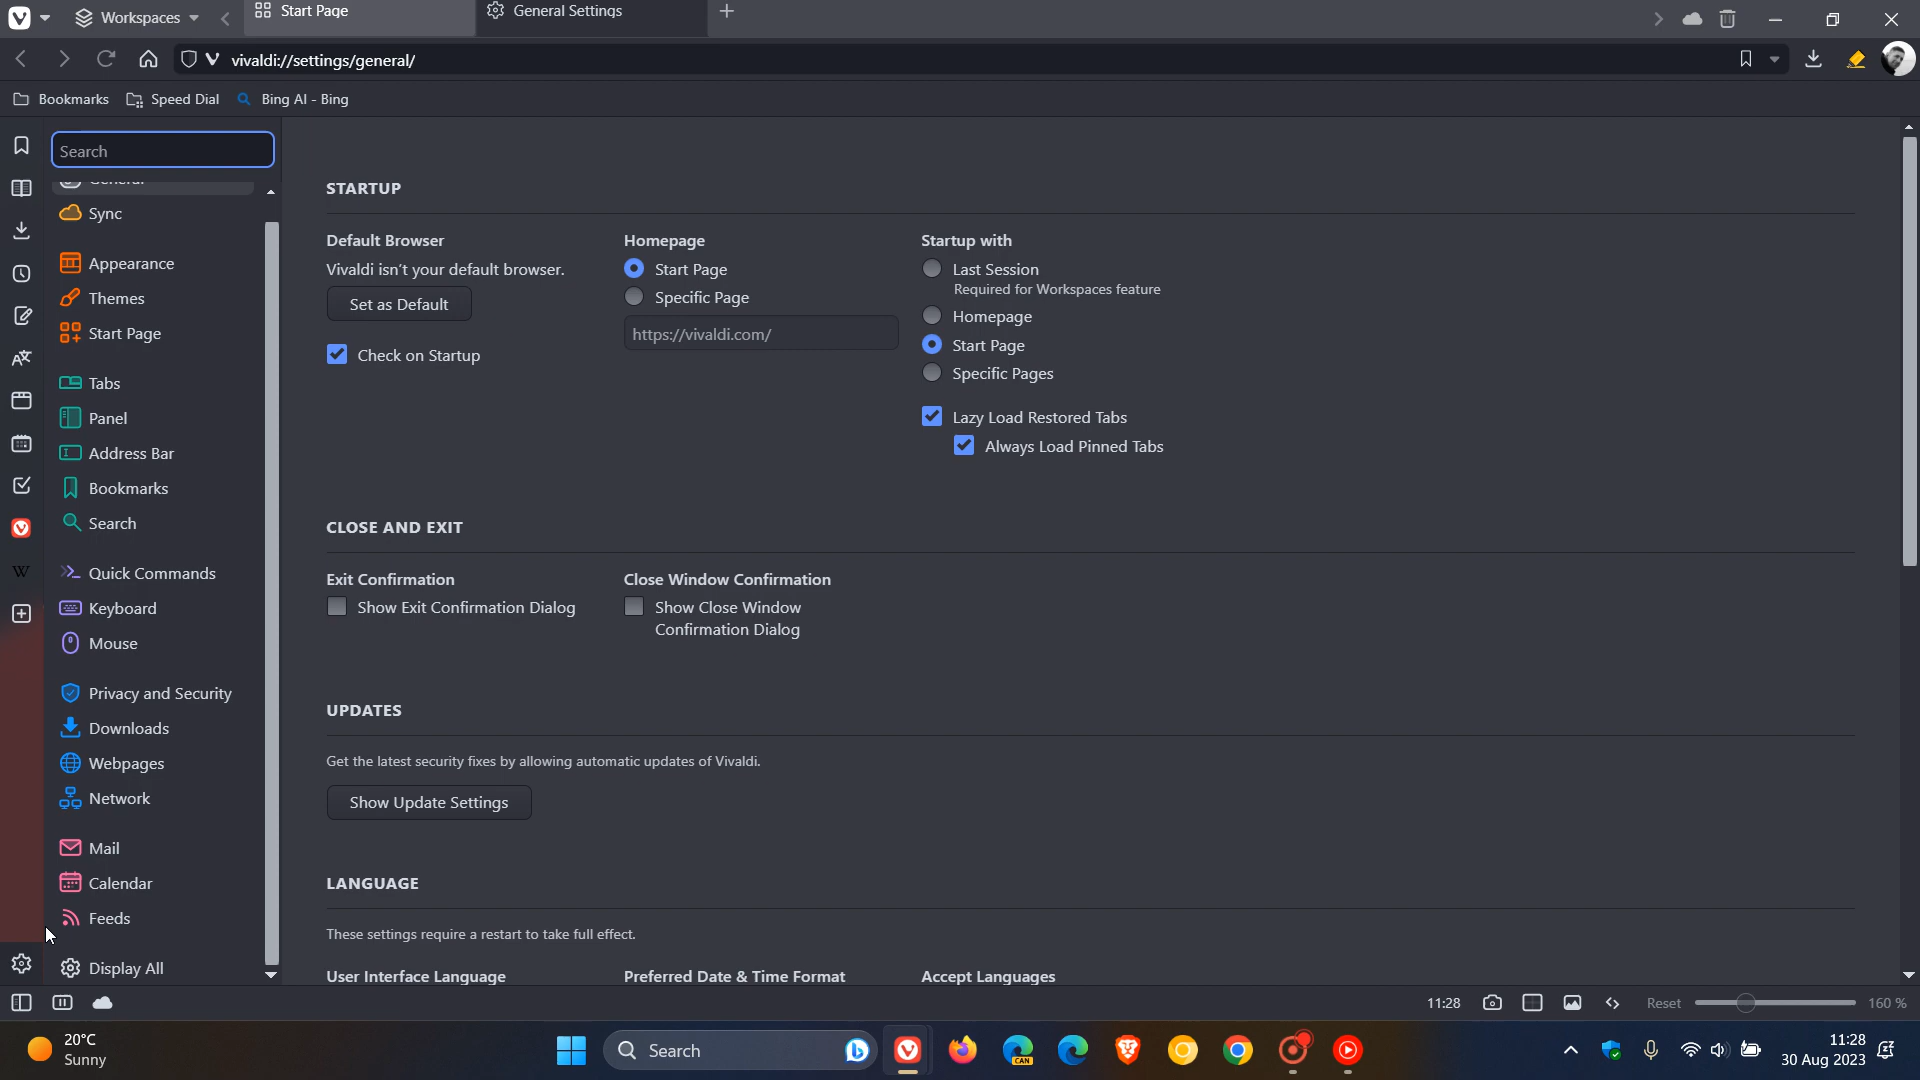 Workspaces
Start Page
General Settings
vivaldi://settings/general/
Bookmarks
Speed Dial
Bing AI - Bing
Search
General
Sync
Appearance
Themes
Start Page
Tabs
Panel
Address Bar
Bookmarks
Search
Quick Commands
Keyboard
Mouse
Privacy and Security
Downloads
Webpages
Network
Mail
Calendar
Feeds
Display All
STARTUP
Default Browser
Vivaldi isn't your default browser.
Set as Default
Check on Startup
Homepage
Start Page
Specific Page
https://vivaldi.com/
Startup with
Last Session
Required for Workspaces feature
Homepage
Start Page
Specific Pages
Lazy Load Restored Tabs
Always Load Pinned Tabs
CLOSE AND EXIT
Exit Confirmation
Show Exit Confirmation Dialog
Close Window Confirmation
Show Close Window
Confirmation Dialog
UPDATES
Get the latest security fixes by allowing automatic updates of Vivaldi.
Show Update Settings
LANGUAGE
These settings require a restart to take full effect.
User Interface Language
Preferred Date & Time Format
Accept Languages
11:28
Reset
160 %
20°C
Sunny
Search
CAN
11:28
30 Aug 2023